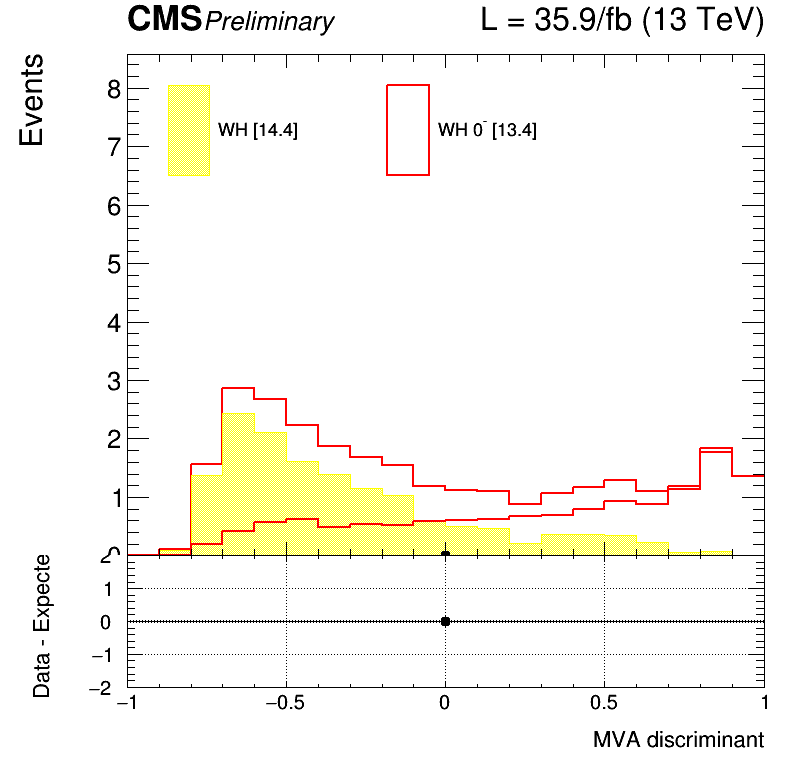 CMS Preliminary L = 35.9/fb (13 TeV)
Events
8
WH [14.4] WH 0⁻ [13.4]
7
6
5
4
3
2
1
0
Data - Expecte
2
1
0
−1
−2
−1 −0.5 0 0.5 1
MVA discriminant